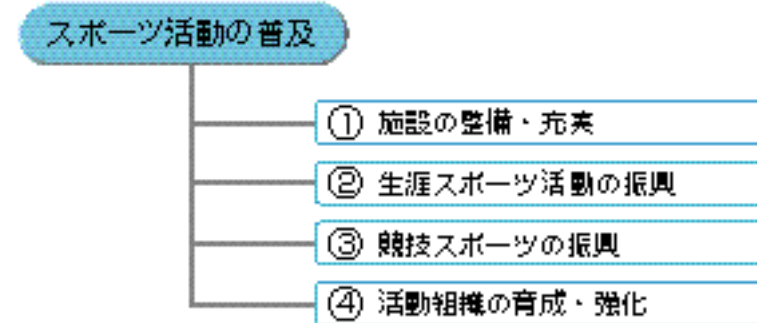 スポーツ活動の普及
① 施設の整備・充実
② 生涯スポーツ活動の振興
③ 競技スポーツの振興
④ 活動組織の育成・強化